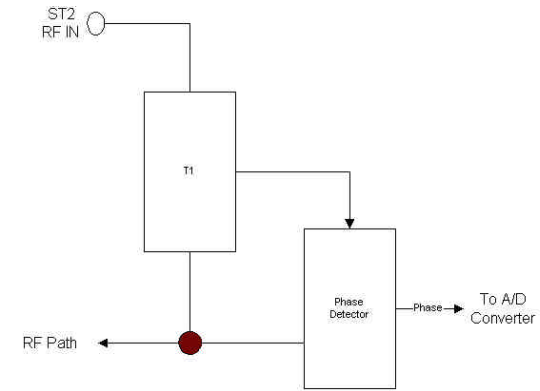 ST2
RF IN
T1
Phase
Detector
Phase
To A/D
Converter
RF Path